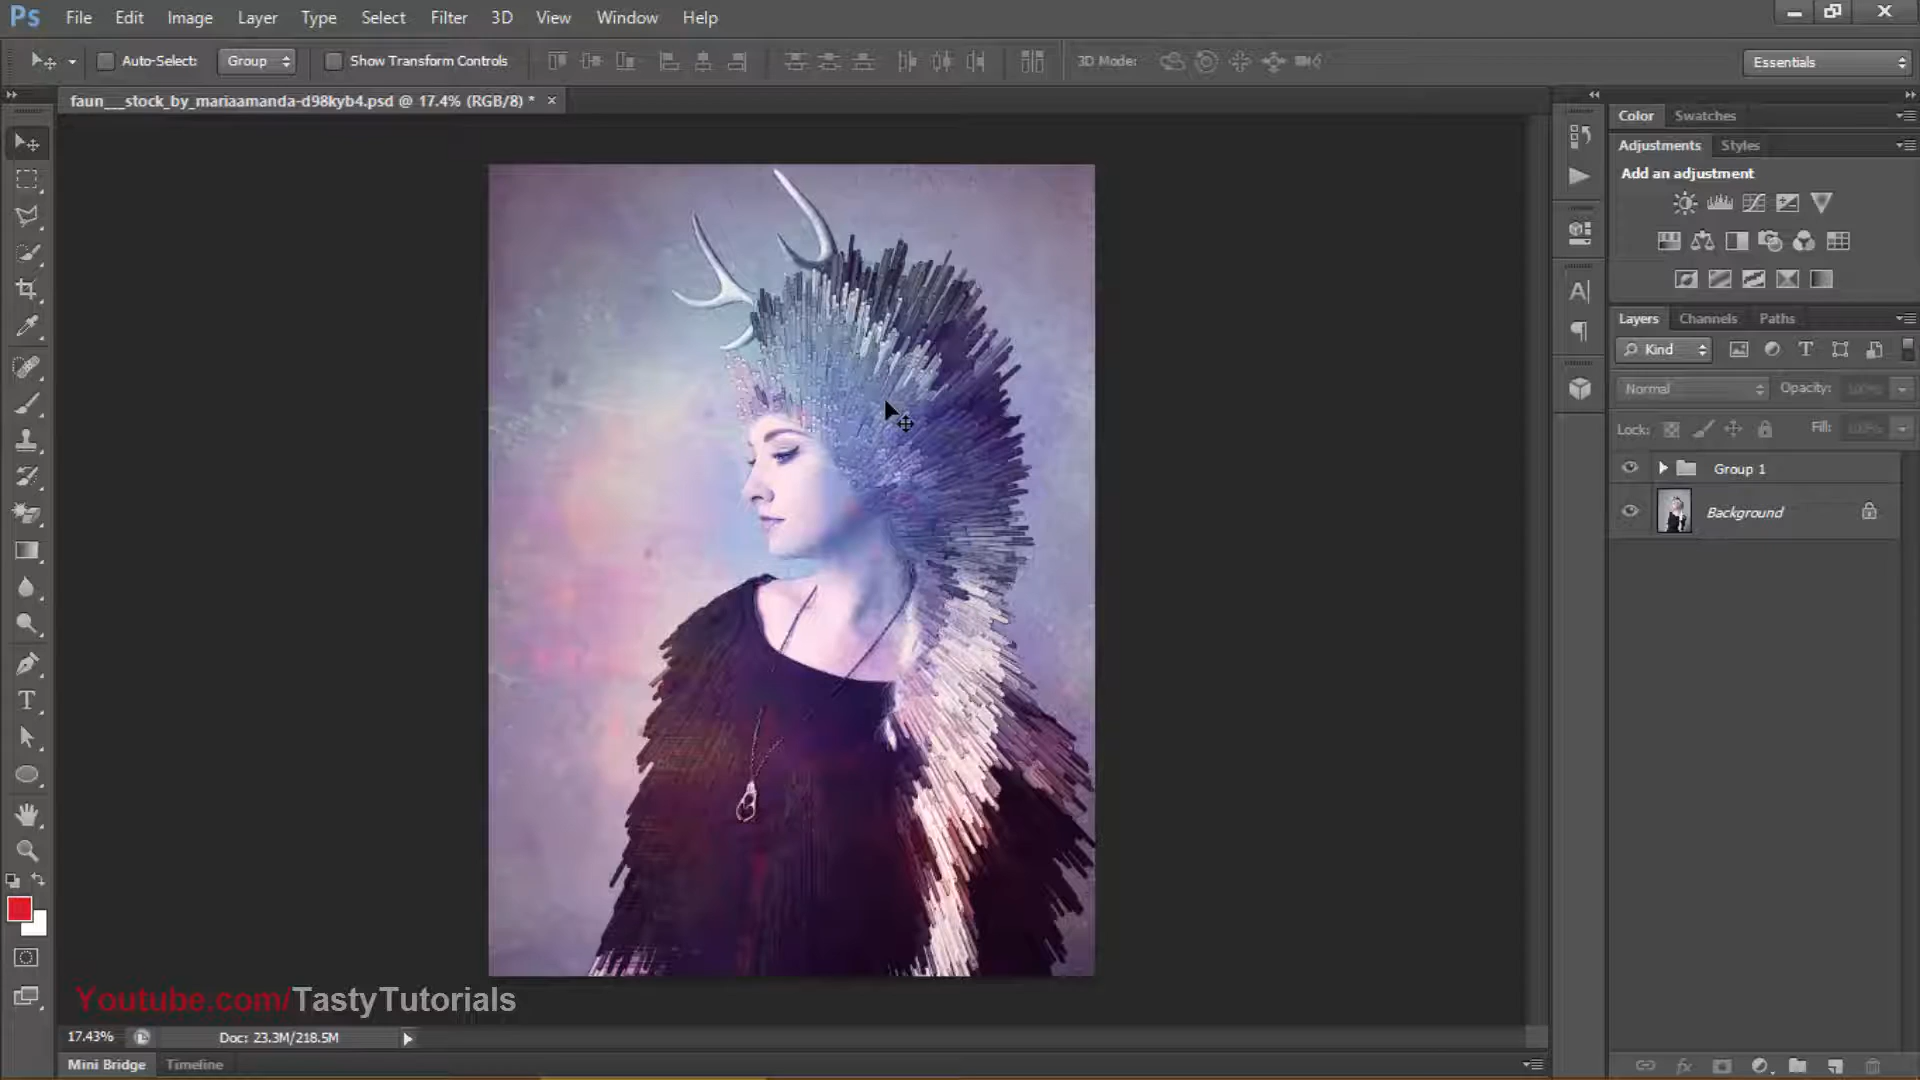 Ps File Edit Image Layer Type Select Filter 3D View Window Help
Auto-Select: Group Show Transform Controls 3D Mode: Essentials
faun___stock_by_mariaamanda-d98kyb4.psd @ 17.4% (RGB/8) * ×
Color Swatches
Adjustments Styles
Add an adjustment
Layers Channels Paths
Kind
Normal Opacity: 100%
Lock: Fill: 100%
Group 1
Background
Youtube.com/TastyTutorials
17.43% Doc: 23.3M/218.5M
Mini Bridge Timeline